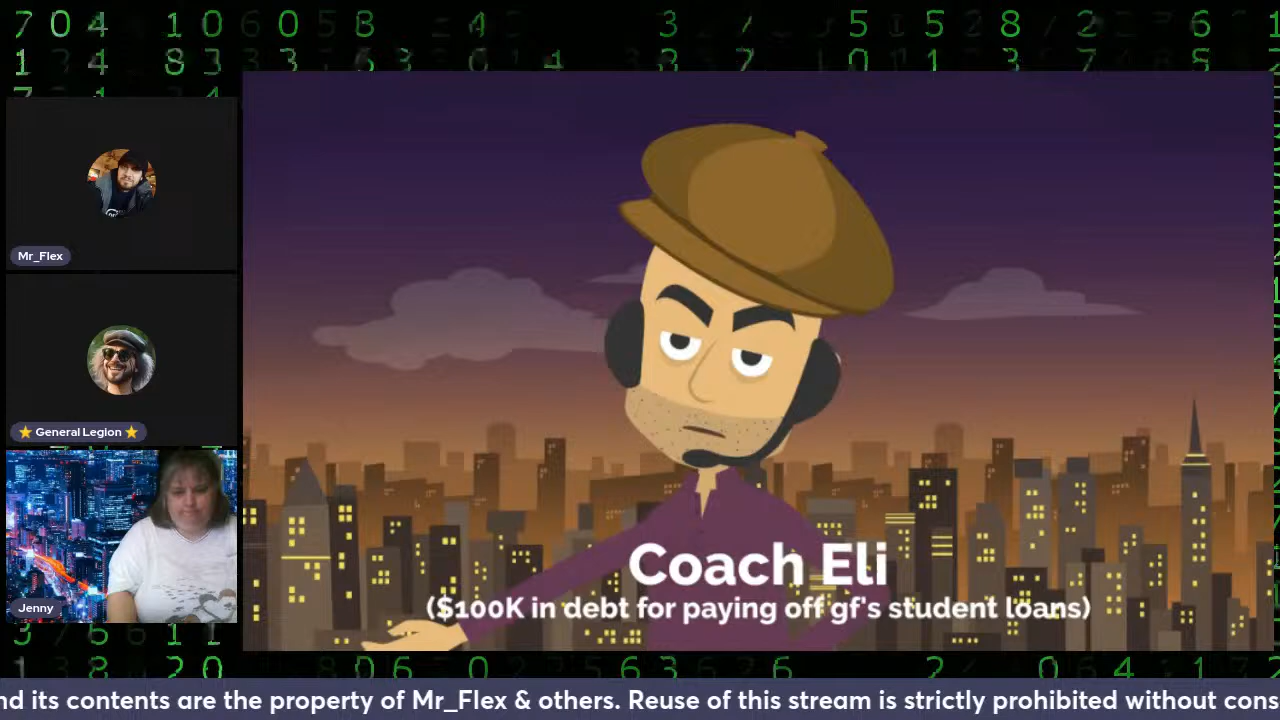 Mr_Flex
⭐ General Legion ⭐
Jenny
Coach Eli
($100K in debt for paying off gf's student loans)
nd its contents are the property of Mr_Flex & others. Reuse of this stream is strictly prohibited without cons